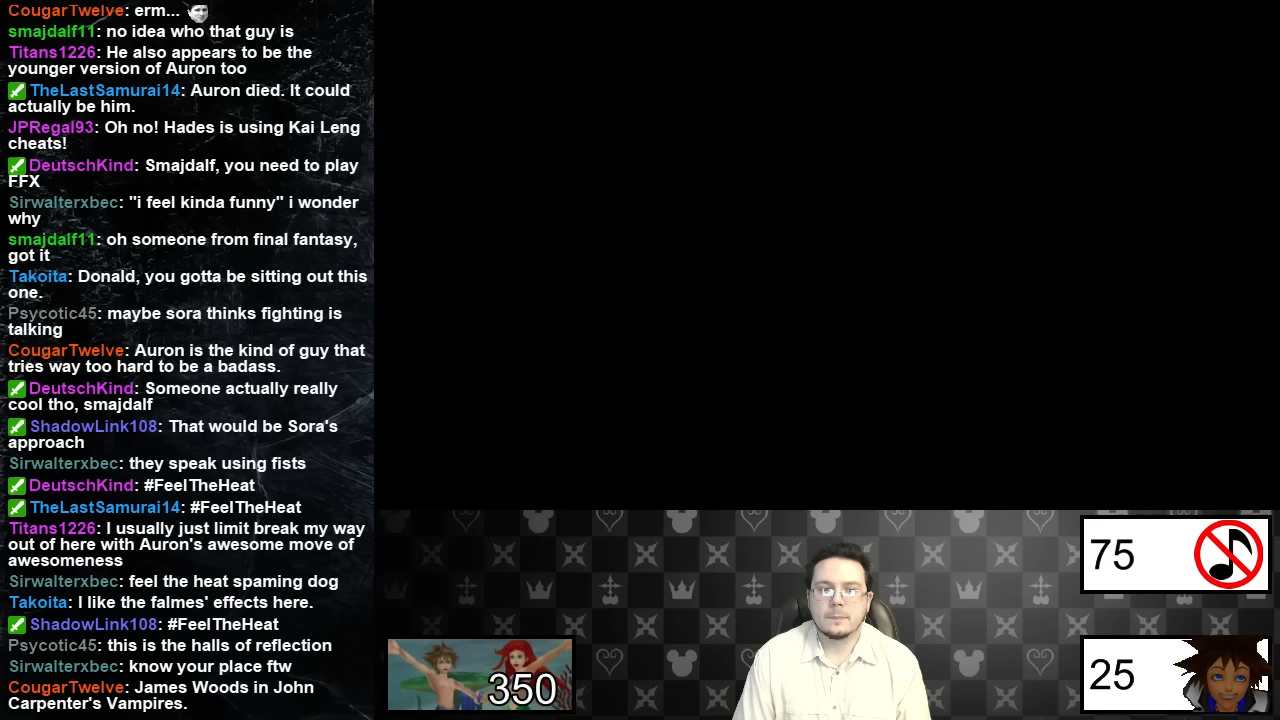 CougarTwelve: erm...
smajdalf11: no idea who that guy is
Titans1226: He also appears to be the
younger version of Auron too
TheLastSamurai14: Auron died. It could
actually be him.
JPRegal93: Oh no! Hades is using Kai Leng
cheats!
DeutschKind: Smajdalf, you need to play
FFX
Sirwalterxbec: "i feel kinda funny" i wonder
why
smajdalf11: oh someone from final fantasy,
got it
Takoita: Donald, you gotta be sitting out this
one.
Psycotic45: maybe sora thinks fighting is
talking
CougarTwelve: Auron is the kind of guy that
tries way too hard to be a badass.
DeutschKind: Someone actually really
cool tho, smajdalf
ShadowLink108: That would be Sora's
approach
Sirwalterxbec: they speak using fists
DeutschKind: #FeelTheHeat
TheLastSamurai14: #FeelTheHeat
Titans1226: I usually just limit break my way
out of here with Auron's awesome move of
awesomeness
Sirwalterxbec: feel the heat spaming dog
Takoita: I like the falmes' effects here.
ShadowLink108: #FeelTheHeat
Psycotic45: this is the halls of reflection
Sirwalterxbec: know your place ftw
CougarTwelve: James Woods in John
Carpenter's Vampires.
75
350
25